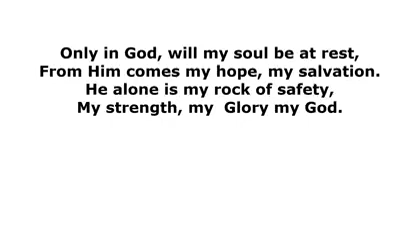 Only in God, will my soul be at rest,
From Him comes my hope, my salvation.
He alone is my rock of safety,
My strength, my  Glory my God.